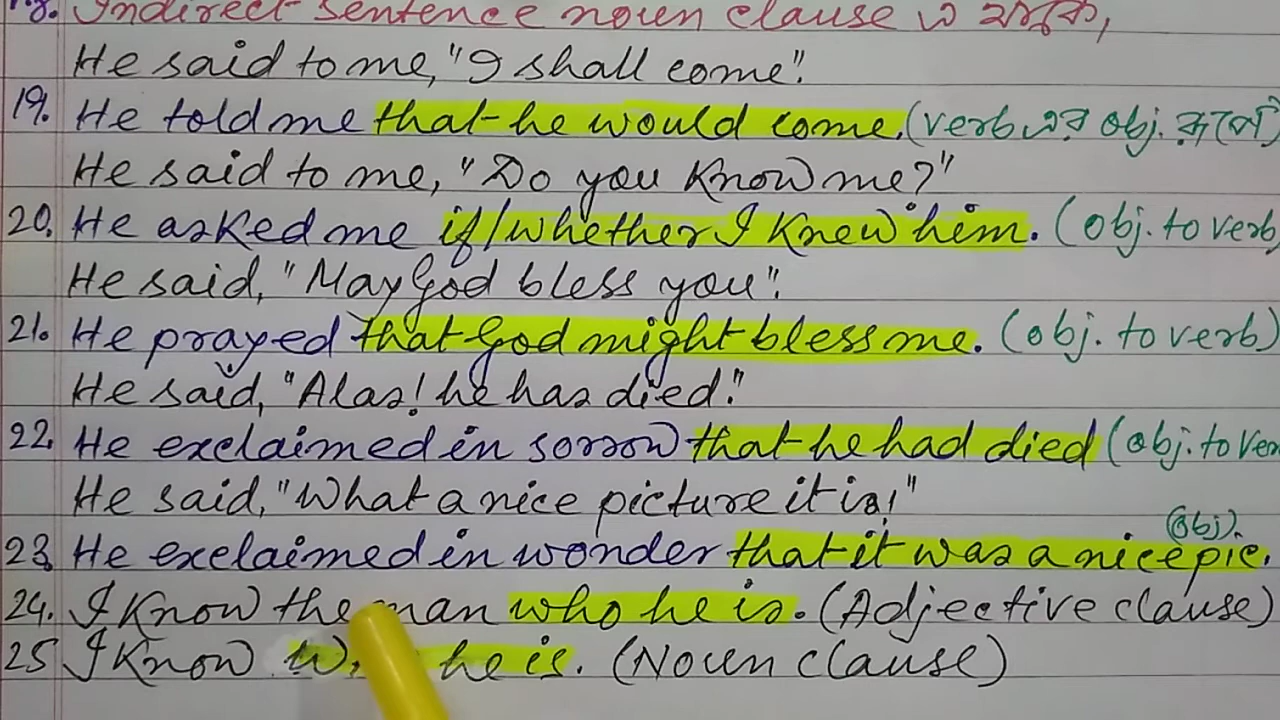 18. Indirect sentence noun clause এ থাকে,
He said to me, "I shall come".
19. He told me that he would come. (verb এর obj. রূপে)
He said to me, "Do you know me?"
20. He asked me if/whether I knew him. (obj. to verb
He said, "May God bless you".
21. He prayed that God might bless me. (obj. to verb)
He said, "Alas! he has died."
22. He exclaimed in sorrow that he had died (obj. to ver
He said, "What a nice picture it is!"
(obj).
23. He exclaimed in wonder that it was a nice pic.
24. I know the man who he is. (Adjective clause)
25 I know he is. (Noun clause)